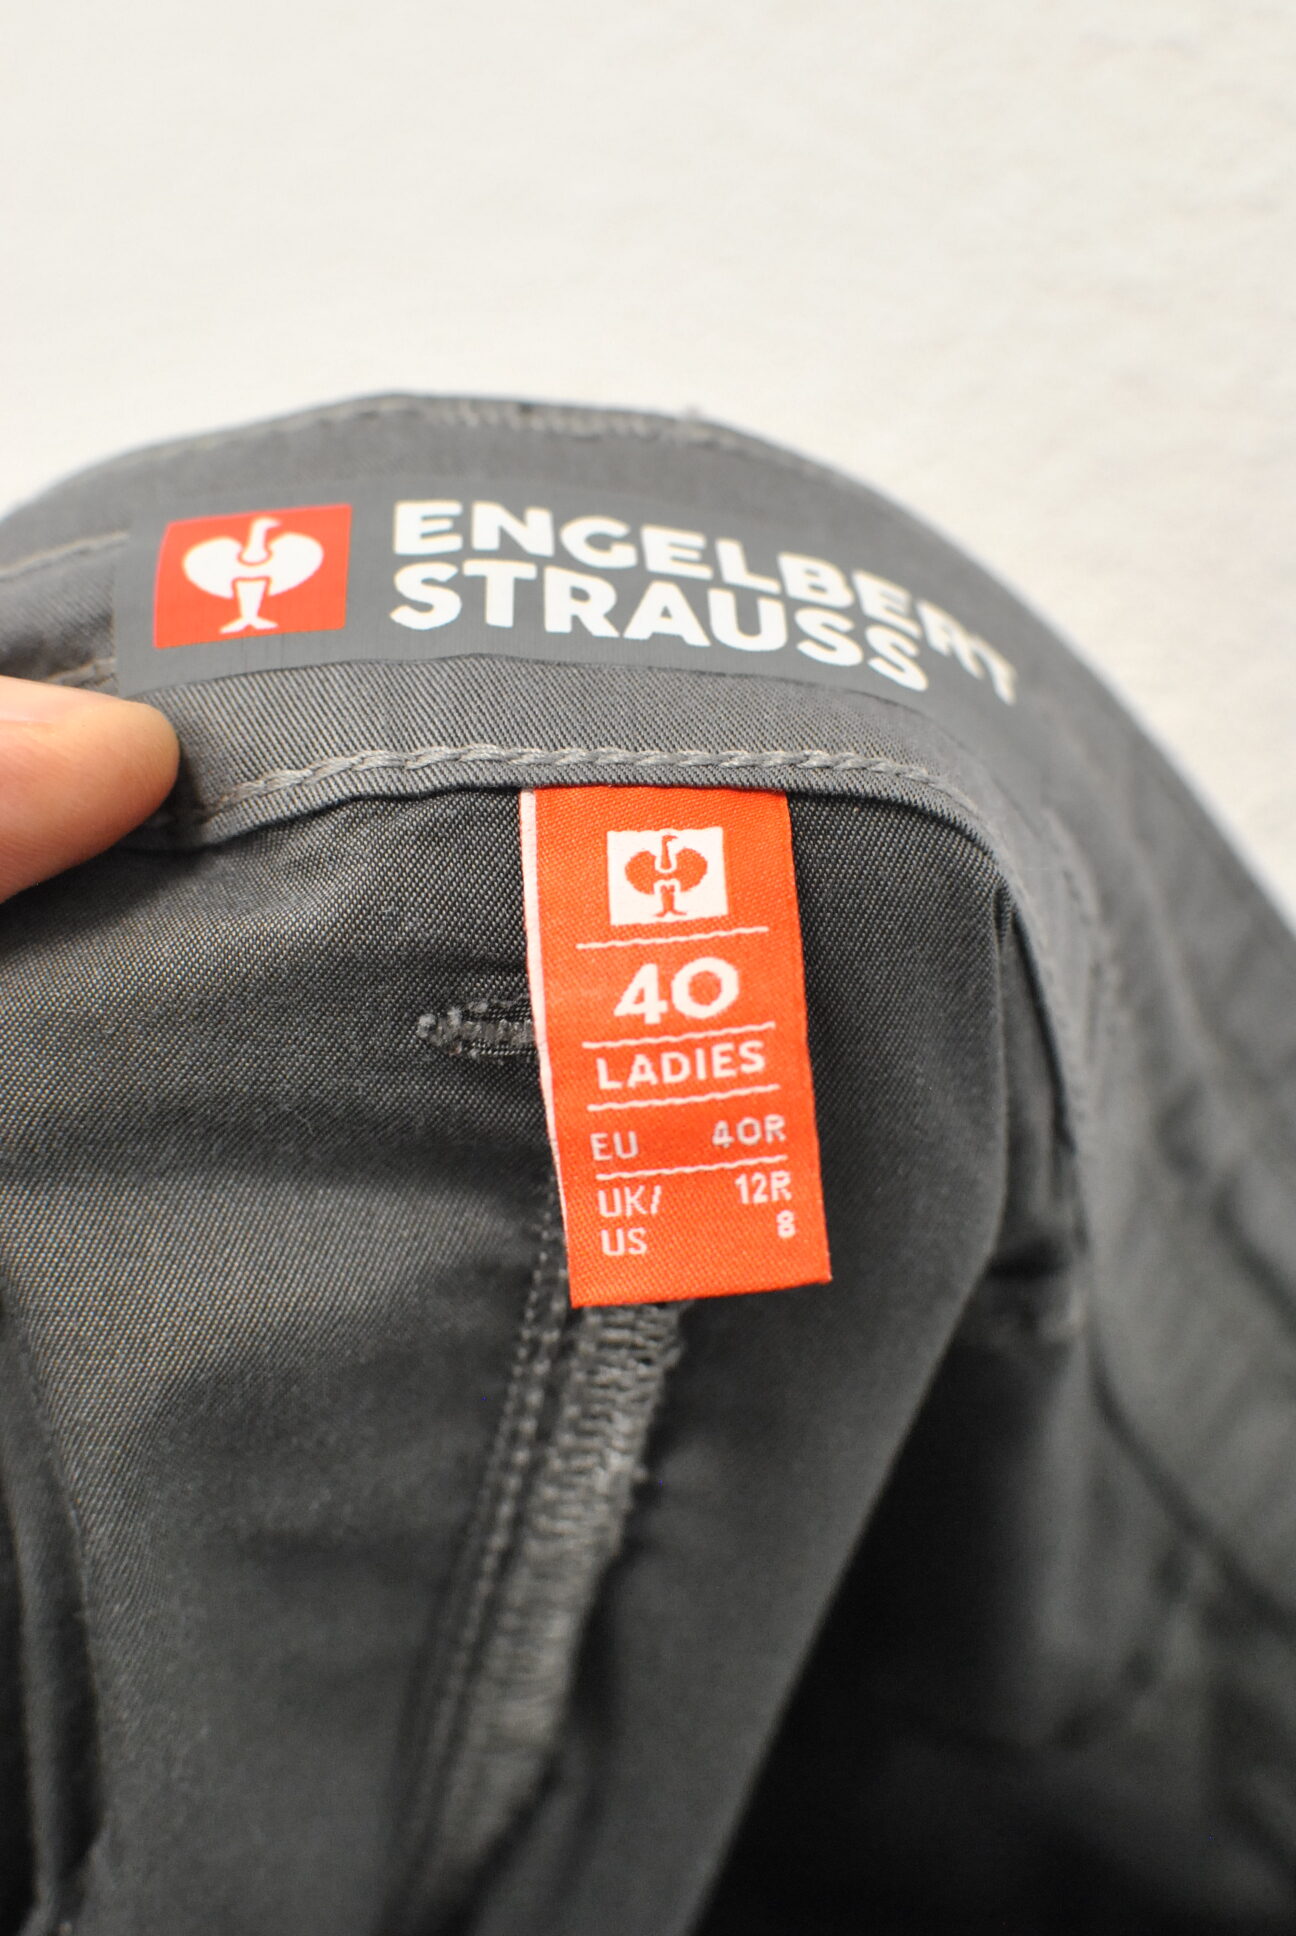 ENGELBERT
STRAUSS
40
LADIES
EU 40R
UK/ 12R
US 8